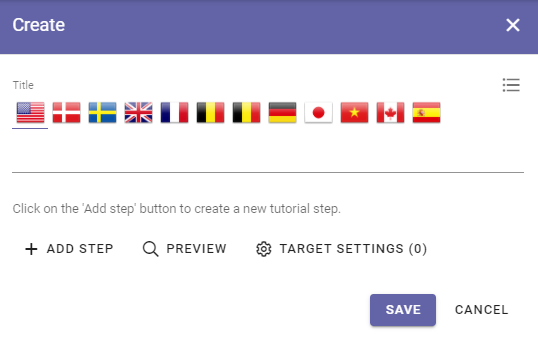 Create
Title
Click on the 'Add step' button to create a new tutorial step.
ADD STEP PREVIEW TARGET SETTINGS (0)
SAVE CANCEL